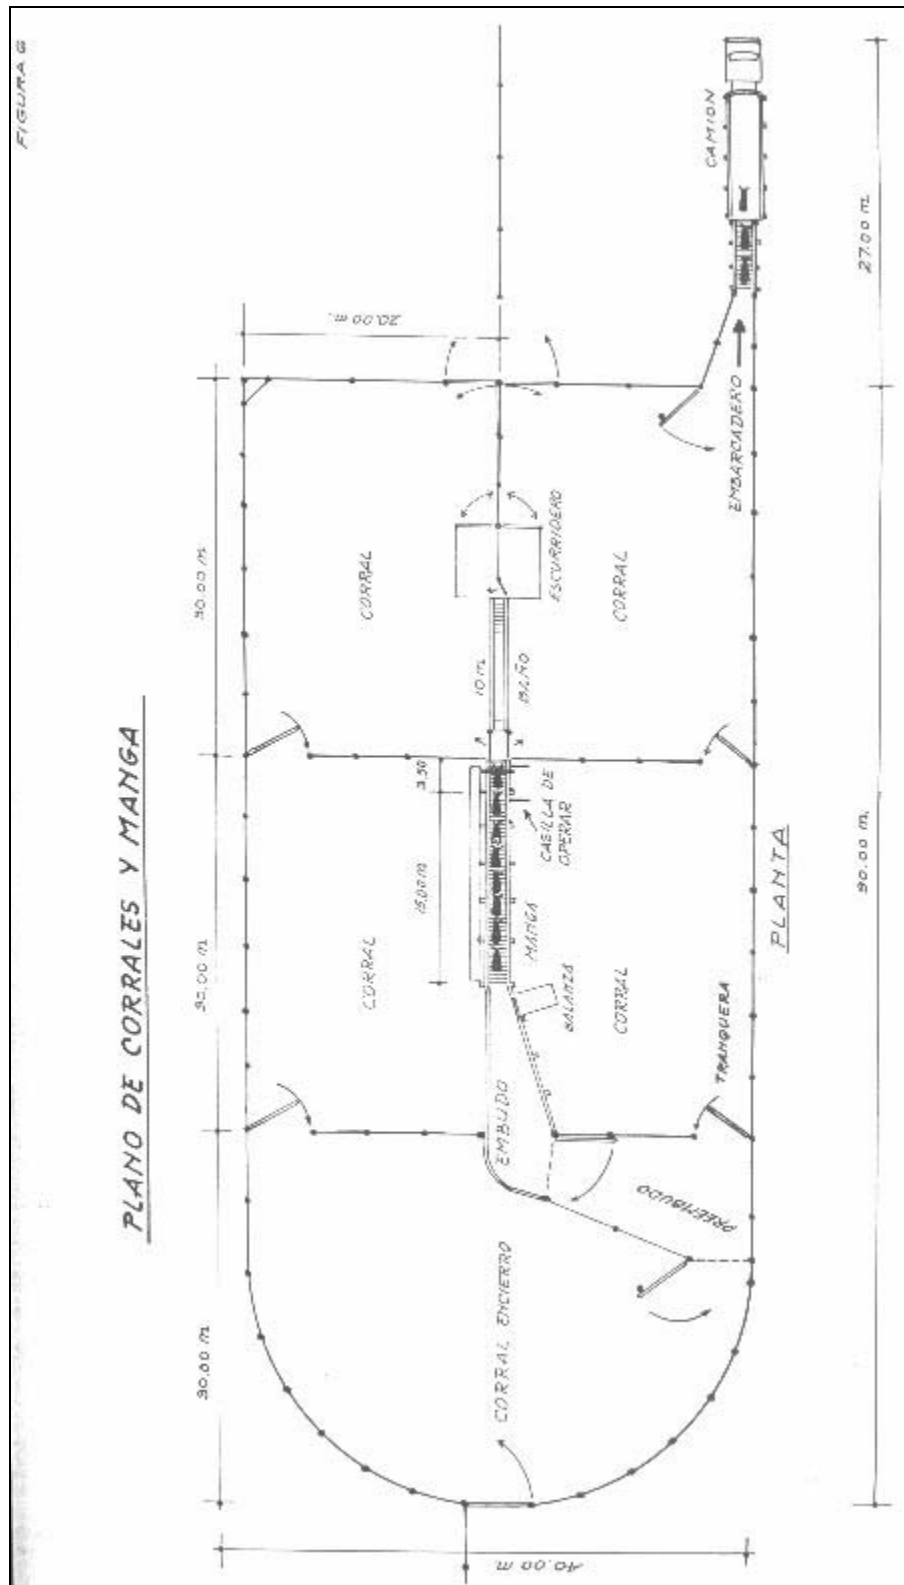 FIGURA 6
PLANO DE CORRALES Y MANGA
30.00 m.
30.00 m.
30.00 m.
20.00 m.
40.00 m.
CORRAL
CORRAL
CORRAL ENCIERRO
EMBUDO
PREEMBUDO
15.00 m
3.50
10 m.
BAÑO
ESCURRIDERO
CASILLA DE
OPERAR
MANGA
BALANZA
CORRAL
CORRAL
TRANQUERA
EMBARCADERO
CAMION
PLANTA
90.00 m.
27.00 m.